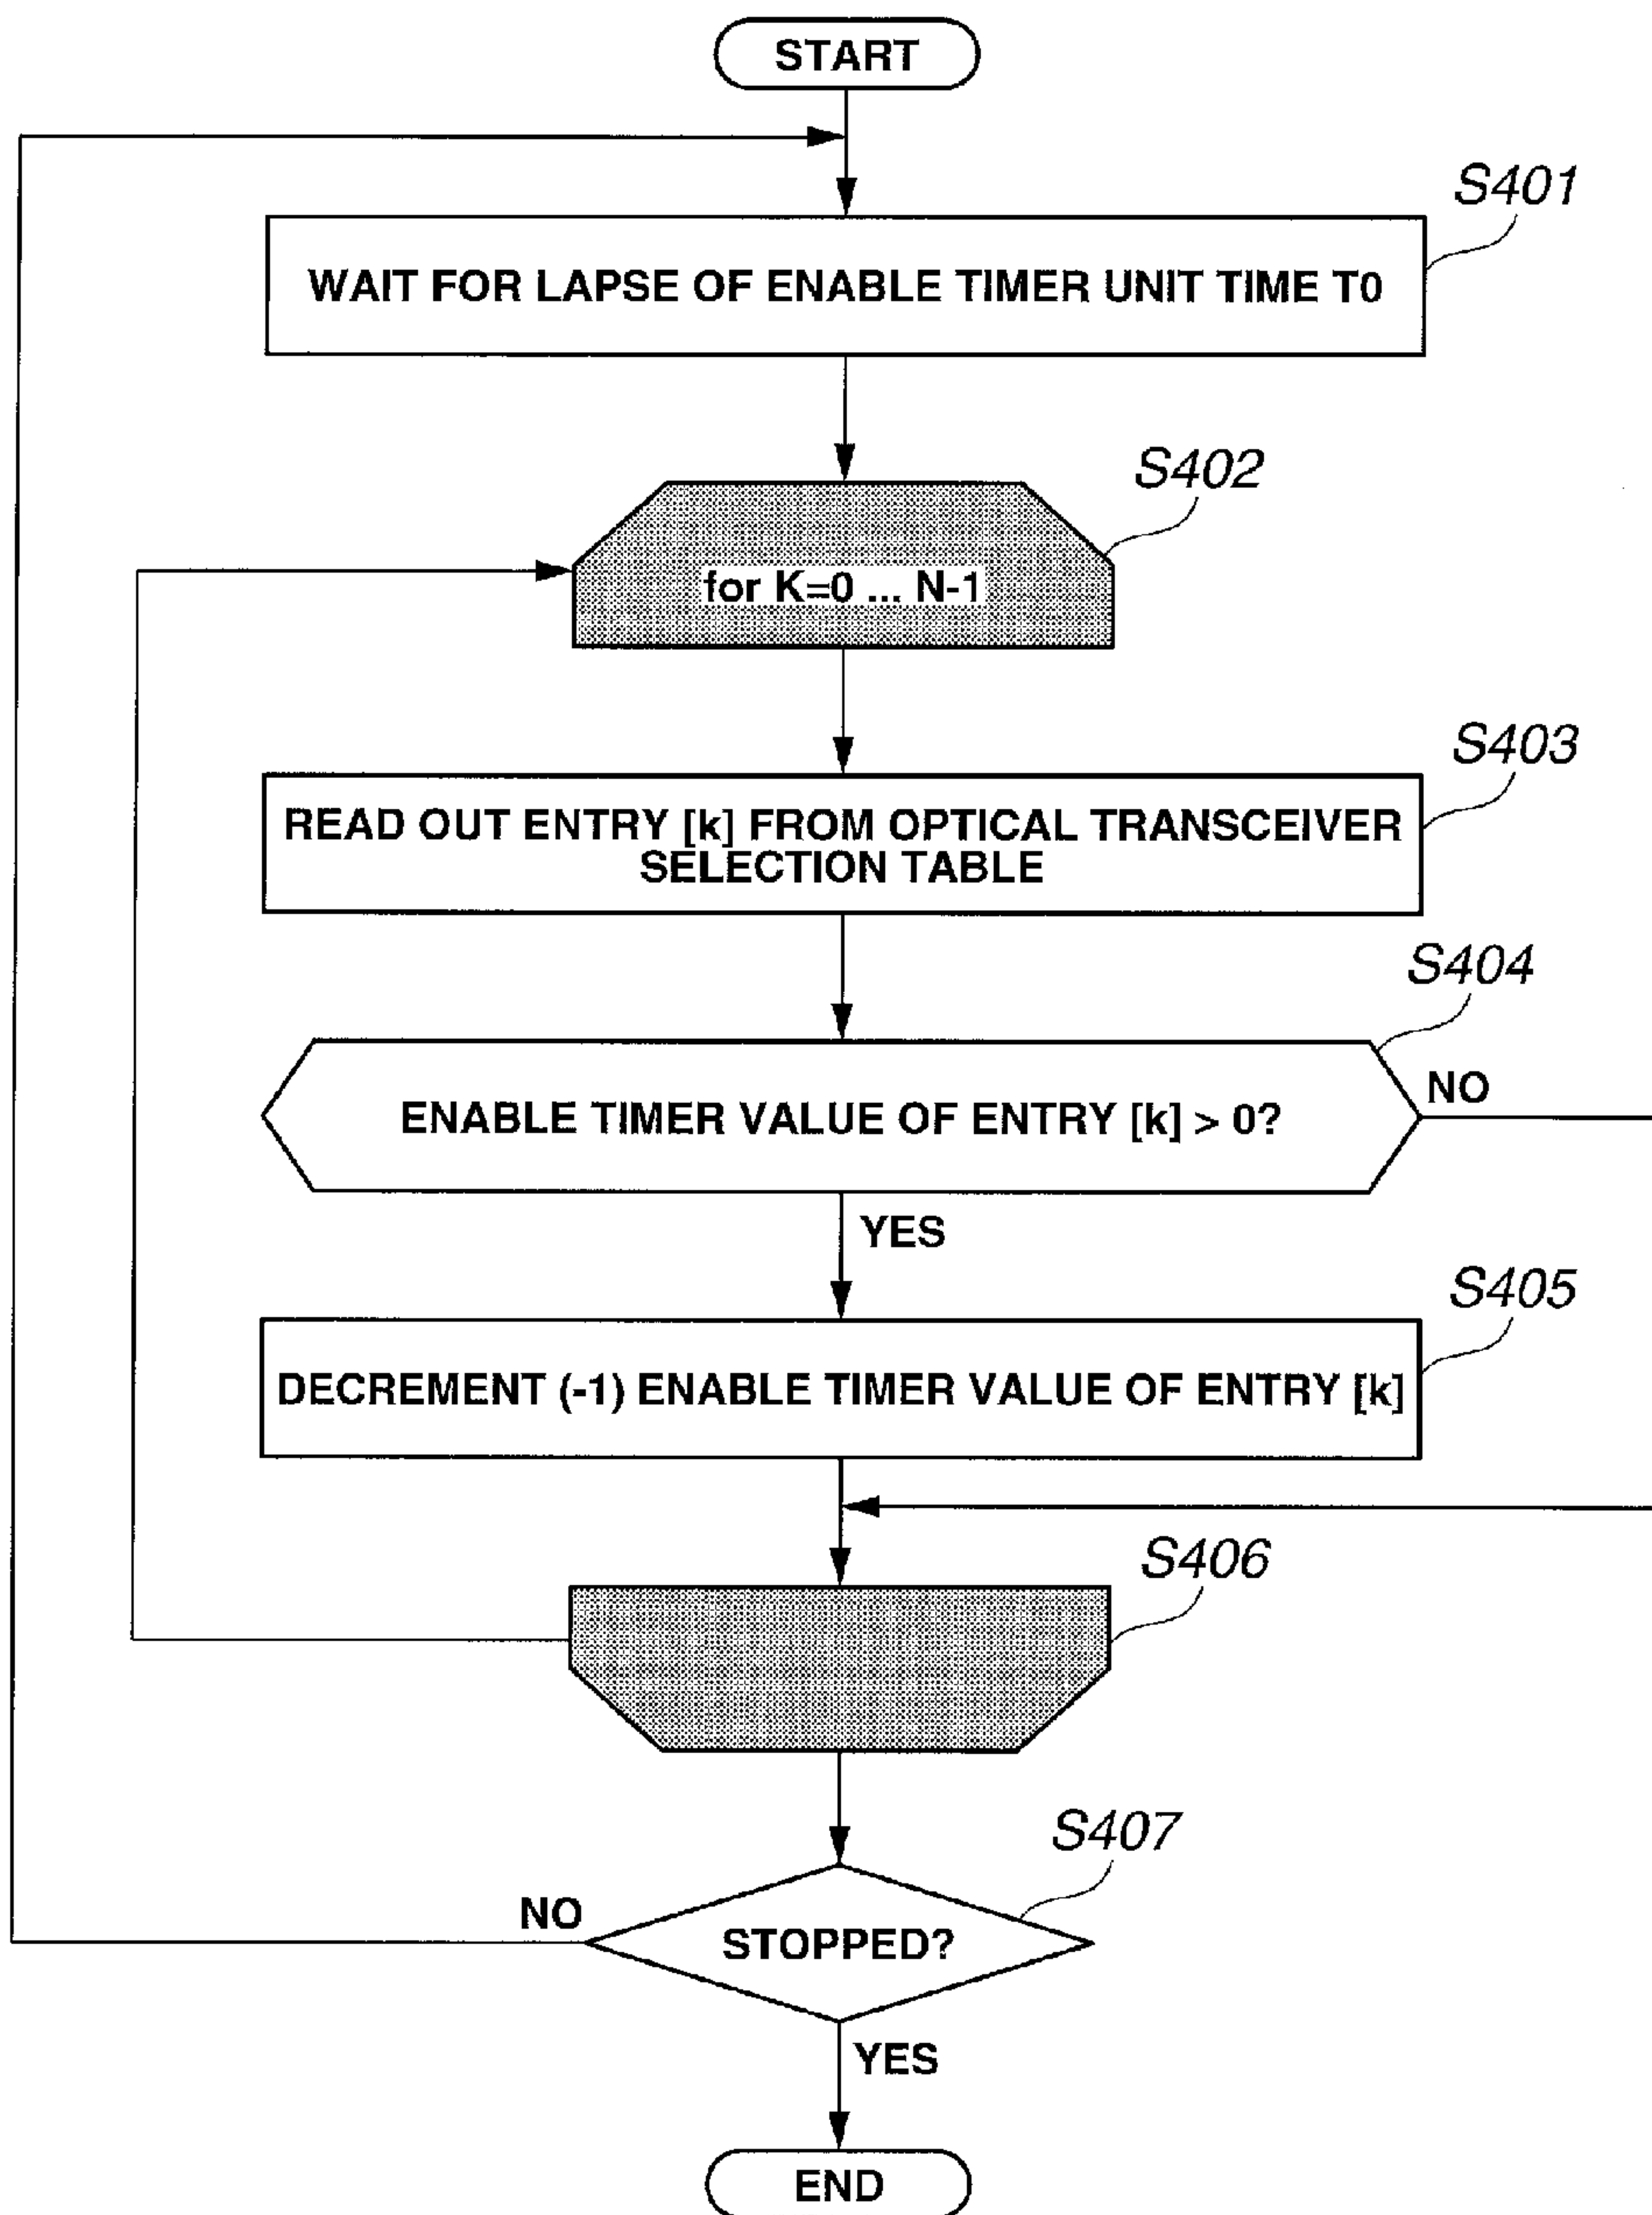 START
S401
WAIT FOR LAPSE OF ENABLE TIMER UNIT TIME T0
S402
for K=0 ... N-1
S403
READ OUT ENTRY [k] FROM OPTICAL TRANSCEIVER
SELECTION TABLE
S404
NO
ENABLE TIMER VALUE OF ENTRY [k] > 0?
YES
S405
DECREMENT (-1) ENABLE TIMER VALUE OF ENTRY [k]
S406
S407
NO
STOPPED?
YES
END